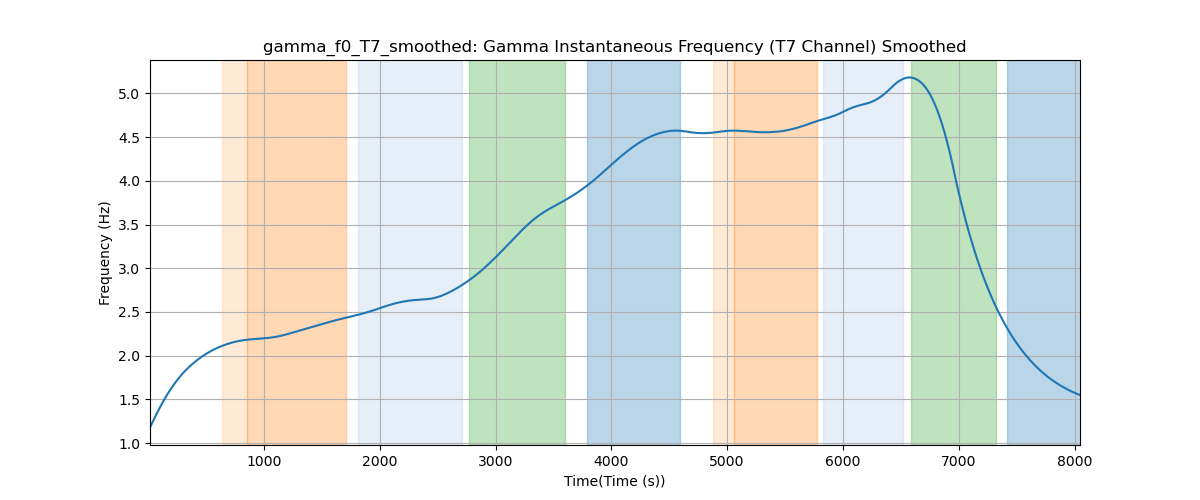 gamma_f0_T7_smoothed: Gamma Instantaneous Frequency (T7 Channel) Smoothed
Frequency (Hz)
5.0
4.5
4.0
3.5
3.0
2.5
2.0
1.5
1.0
1000 2000 3000 4000 5000 6000 7000 8000
Time(Time (s))